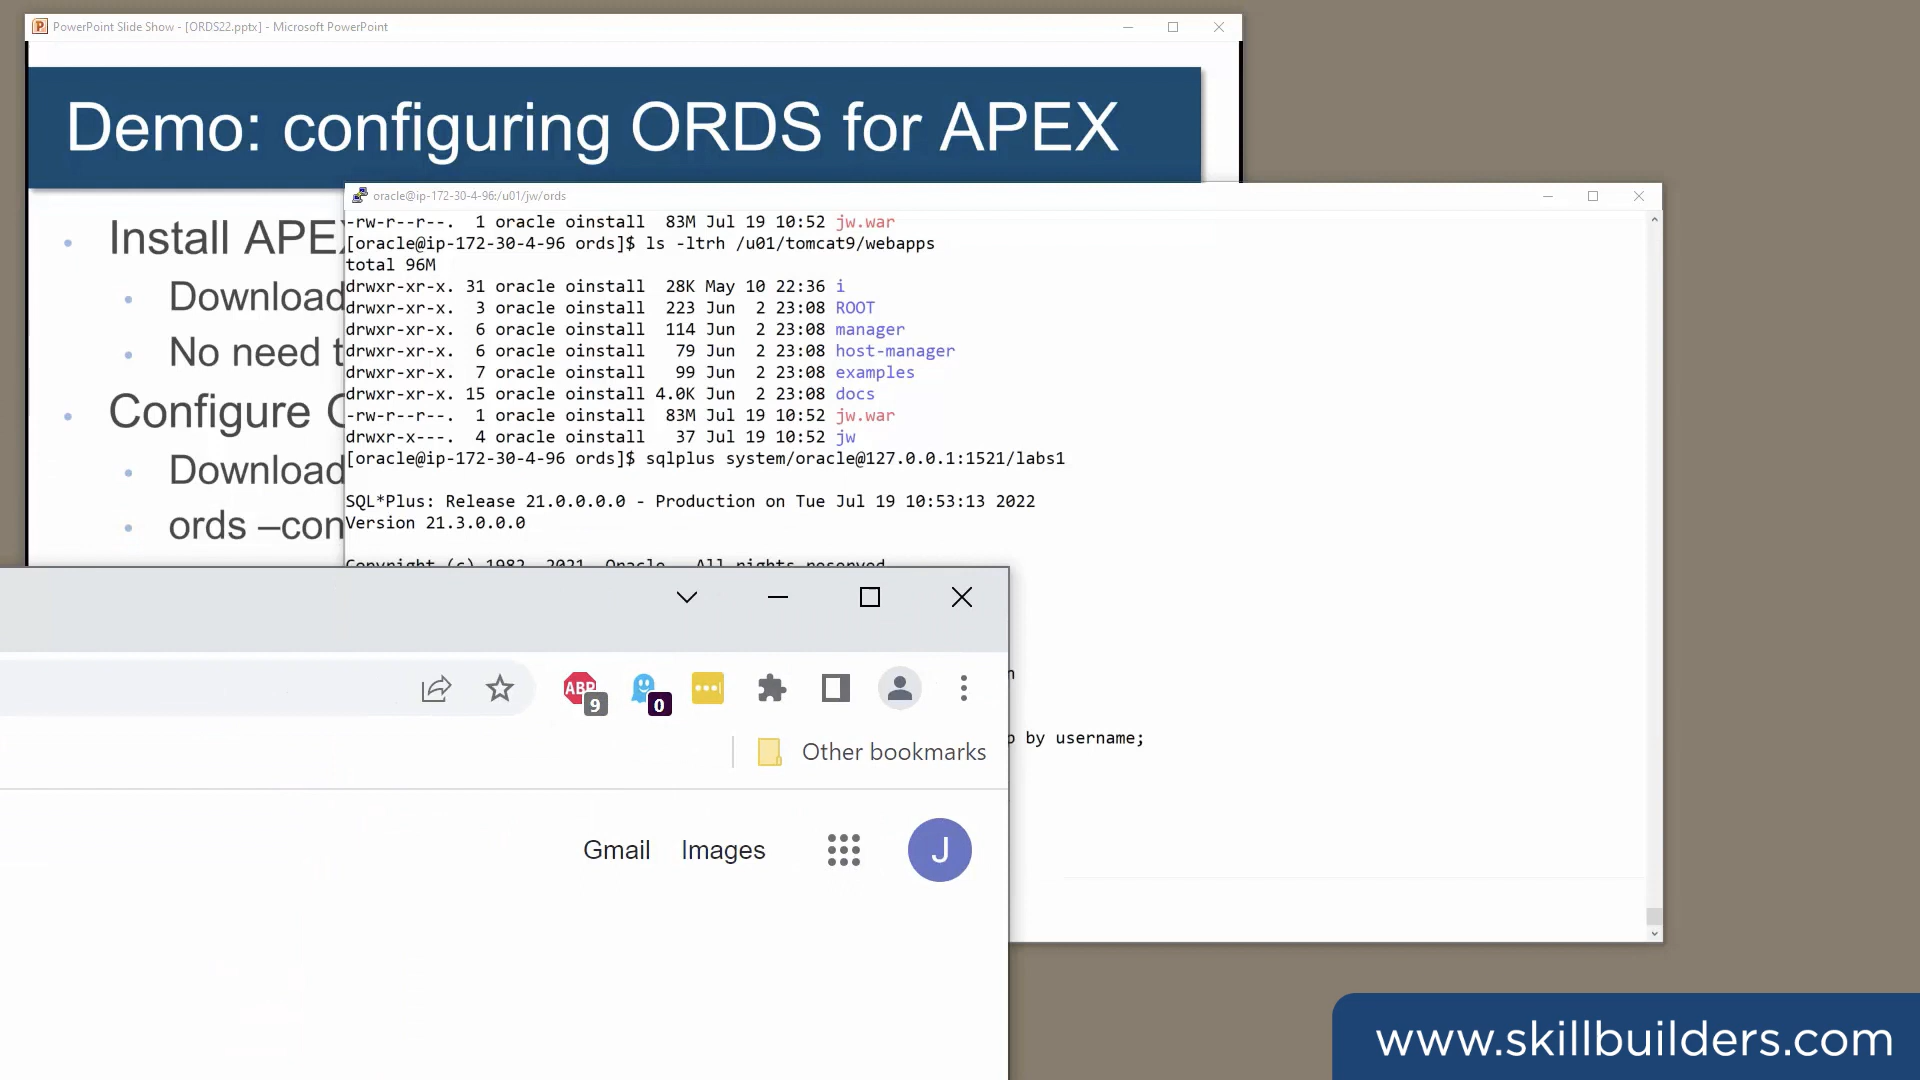 PowerPoint Slide Show - [ORDS22.pptx] - Microsoft PowerPoint
Demo: configuring ORDS for APEX
Install APEX
Download
No need t
Configure O
Download
ords –con
oracle@ip-172-30-4-96:/u01/jw/ords
-rw-r--r--. 1 oracle oinstall 83M Jul 19 10:52 jw.war
[oracle@ip-172-30-4-96 ords]$ ls -ltrh /u01/tomcat9/webapps
total 96M
drwxr-xr-x. 31 oracle oinstall 28K May 10 22:36 i
drwxr-xr-x. 3 oracle oinstall 223 Jun 2 23:08 ROOT
drwxr-xr-x. 6 oracle oinstall 114 Jun 2 23:08 manager
drwxr-xr-x. 6 oracle oinstall 79 Jun 2 23:08 host-manager
drwxr-xr-x. 7 oracle oinstall 99 Jun 2 23:08 examples
drwxr-xr-x. 15 oracle oinstall 4.0K Jun 2 23:08 docs
-rw-r--r--. 1 oracle oinstall 83M Jul 19 10:52 jw.war
drwxr-x---. 4 oracle oinstall 37 Jul 19 10:52 jw
[oracle@ip-172-30-4-96 ords]$ sqlplus system/oracle@127.0.0.1:1521/labs1
SQL*Plus: Release 21.0.0.0.0 - Production on Tue Jul 19 10:53:13 2022
Version 21.3.0.0.0
Copyright (c) 1982, 2021, Oracle. All rights reserved.
n
p by username;
ABP
9
0
Other bookmarks
Gmail Images
J
www.skillbuilders.com